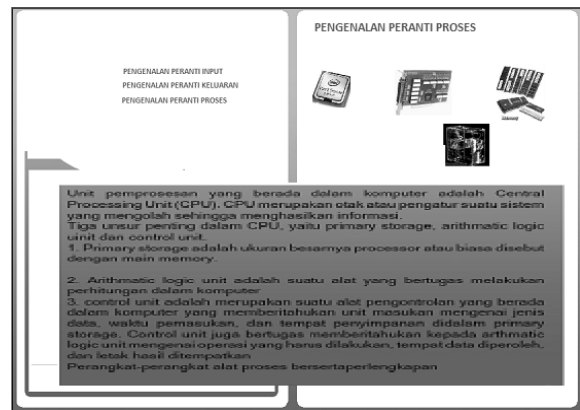 PENGENALAN PERANTI PROSES
PENGENALAN PERANTI INPUT
PENGENALAN PERANTI KELUARAN
PENGENALAN PERANTI PROSES
Unit pemprosesan yang berada dalam komputer adalah Central
Processing Unit (CPU). CPU merupakan otak atau pengatur suatu sistem
yang mengolah sehingga menghasilkan informasi.
Tiga unsur penting dalam CPU, yaitu primary storage, arithmatic logic
uinit dan control unit.
1. Primary storage adalah ukuran besarnya processor atau biasa disebut
dengan main memory.
2. Arithmatic logic unit adalah suatu alat yang bertugas melakukan
perhitungan dalam komputer
3. control unit adalah merupakan suatu alat pengontrolan yang berada
dalam komputer yang memberitahukan unit masukan mengenai jenis
data, waktu pemasukan, dan tempat penyimpanan didalam primary
storage. Control unit juga bertugas memberitahukan kepada arthmatic
logic unit mengenai operasi yang harus dilakukan, tempat data diperoleh,
dan letak hasil ditempatkan
Perangkat-perangkat alat proses bersertaperlengkapan